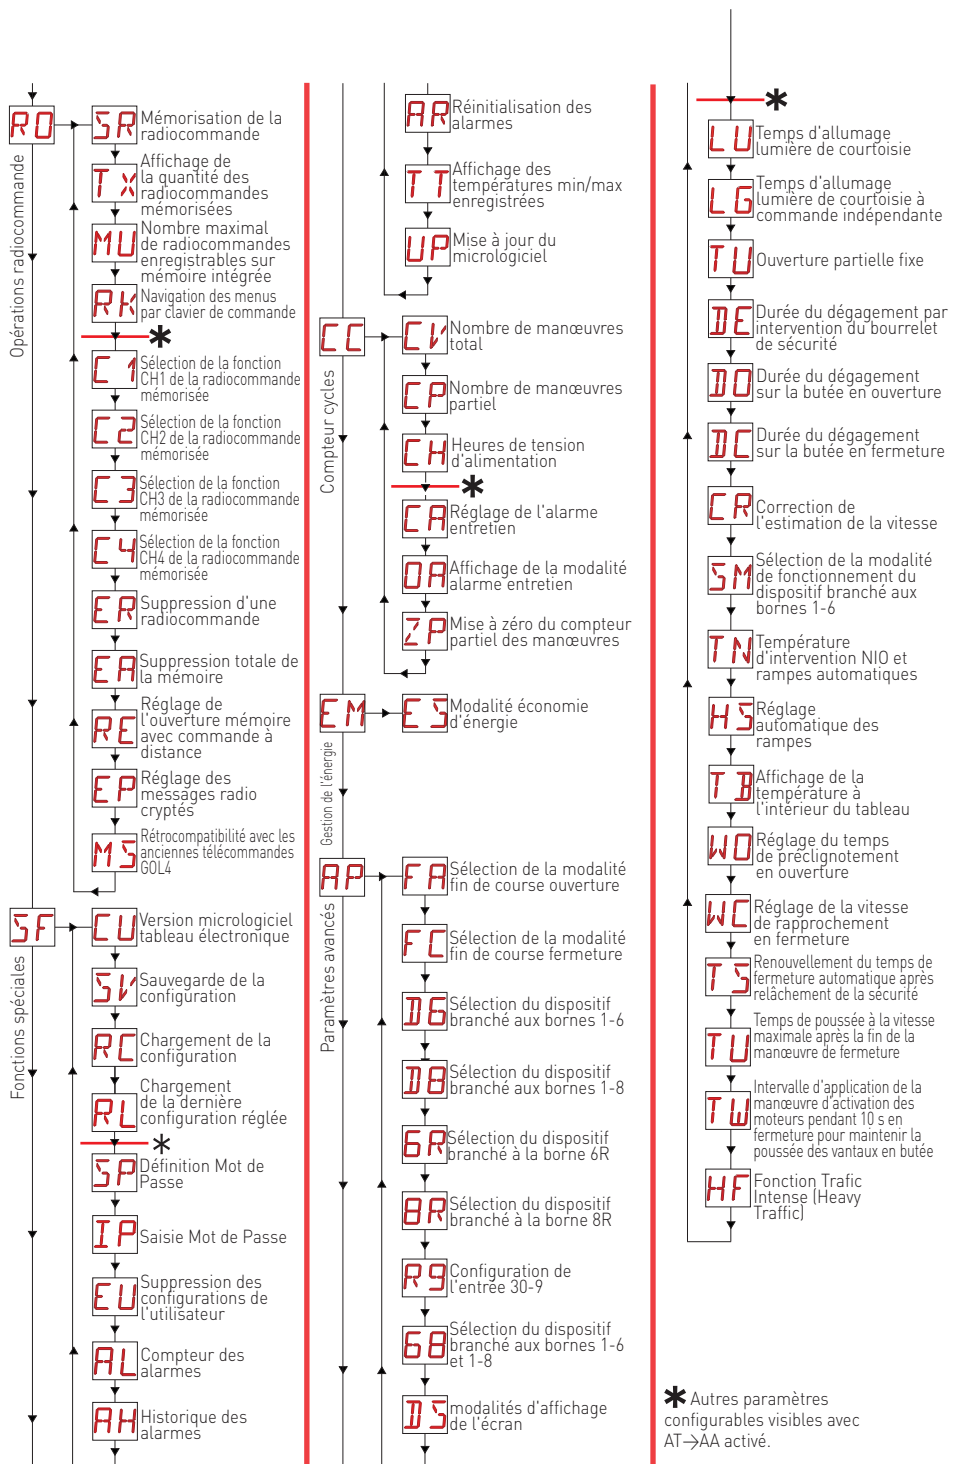 RO
Opérations radiocommande
SR
Mémorisation de la
radiocommande
TX
Affichage de
la quantité des
radiocommandes
mémorisées
MU
Nombre maximal
de radiocommandes
enregistrables sur
mémoire intégrée
RK
Navigation des menus
par clavier de commande
*
C1
Sélection de la fonction
CH1 de la radiocommande
mémorisée
C2
Sélection de la fonction
CH2 de la radiocommande
mémorisée
C3
Sélection de la fonction
CH3 de la radiocommande
mémorisée
C4
Sélection de la fonction
CH4 de la radiocommande
mémorisée
ER
Suppression d'une
radiocommande
EA
Suppression totale de
la mémoire
RE
Réglage de
l'ouverture mémoire
avec commande à
distance
EP
Réglage des
messages radio
cryptés
MS
Rétrocompatibilité avec les
anciennes télécommandes
GOL4
SF
Fonctions spéciales
CU
Version micrologiciel
tableau électronique
SV
Sauvegarde de la
configuration
RC
Chargement de la
configuration
RL
Chargement
de la dernière
configuration réglée
*
SP
Définition Mot de
Passe
IP
Saisie Mot de Passe
EU
Suppression des
configurations de
l'utilisateur
AL
Compteur des
alarmes
AH
Historique des
alarmes
AR
Réinitialisation des
alarmes
TT
Affichage des
températures min/max
enregistrées
UP
Mise à jour du
micrologiciel
CC
Compteur cycles
CV
Nombre de manœuvres
total
CP
Nombre de manœuvres
partiel
CH
Heures de tension
d'alimentation
*
CA
Réglage de l'alarme
entretien
OA
Affichage de la modalité
alarme entretien
ZP
Mise à zéro du compteur
partiel des manœuvres
EM
Gestion de l'énergie
ES
Modalité économie
d'énergie
AP
Paramètres avancés
FA
Sélection de la modalité
fin de course ouverture
FC
Sélection de la modalité
fin de course fermeture
D6
Sélection du dispositif
branché aux bornes 1-6
D8
Sélection du dispositif
branché aux bornes 1-8
6R
Sélection du dispositif
branché à la borne 6R
8R
Sélection du dispositif
branché à la borne 8R
R9
Configuration de
l'entrée 30-9
68
Sélection du dispositif
branché aux bornes 1-6
et 1-8
DS
modalités d'affichage
de l'écran
*
LU
Temps d'allumage
lumière de courtoisie
LG
Temps d'allumage
lumière de courtoisie à
commande indépendante
TU
Ouverture partielle fixe
DE
Durée du dégagement par
intervention du bourrelet
de sécurité
DO
Durée du dégagement
sur la butée en ouverture
DC
Durée du dégagement
sur la butée en fermeture
CR
Correction de
l'estimation de la vitesse
SM
Sélection de la modalité
de fonctionnement du
dispositif branché aux
bornes 1-6
TN
Température
d'intervention NIO et
rampes automatiques
HS
Réglage
automatique des
rampes
TB
Affichage de la
température à
l'intérieur du tableau
WO
Réglage du temps
de préclignotement
en ouverture
WC
Réglage de la vitesse
de rapprochement
en fermeture
TS
Renouvellement du temps de
fermeture automatique après
relâchement de la sécurité
TU
Temps de poussée à la vitesse
maximale après la fin de la
manœuvre de fermeture
TW
Intervalle d'application de la
manœuvre d'activation des
moteurs pendant 10 s en
fermeture pour maintenir la
poussée des vantaux en butée
HF
Fonction Trafic
Intense (Heavy
Traffic)
* Autres paramètres
configurables visibles avec
AT→AA activé.